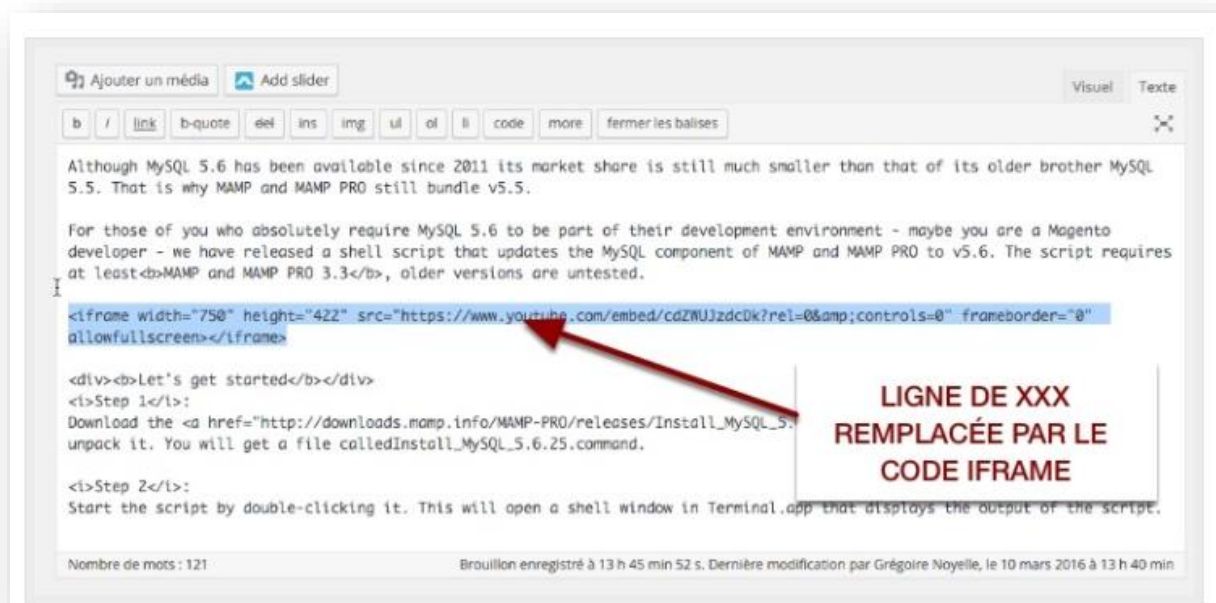 Ajouter un média Add slider Visuel Texte
b i link b-quote del ins img ul ol li code more fermer les balises
Although MySQL 5.6 has been available since 2011 its market share is still much smaller than that of its older brother MySQL
5.5. That is why MAMP and MAMP PRO still bundle v5.5.
For those of you who absolutely require MySQL 5.6 to be part of their development environment - maybe you are a Magento
developer - we have released a shell script that updates the MySQL component of MAMP and MAMP PRO to v5.6. The script requires
at least<b>MAMP and MAMP PRO 3.3</b>, older versions are untested.
<iframe width="750" height="422" src="https://www.youtube.com/embed/cdZWUJzdcDk?rel=0&amp;controls=0" frameborder="0"
allowfullscreen></iframe>
<div><b>Let's get started</b></div>
<i>Step 1</i>:
Download the <a href="http://downloads.mamp.info/MAMP-PRO/releases/Install_MySQL_5.
unpack it. You will get a file calledInstall_MySQL_5.6.25.command.
<i>Step 2</i>:
Start the script by double-clicking it. This will open a shell window in Terminal.app that displays the output of the script.
LIGNE DE XXX
REMPLACÉE PAR LE
CODE IFRAME
Nombre de mots : 121 Brouillon enregistré à 13 h 45 min 52 s. Dernière modification par Grégoire Noyelle, le 10 mars 2016 à 13 h 40 min